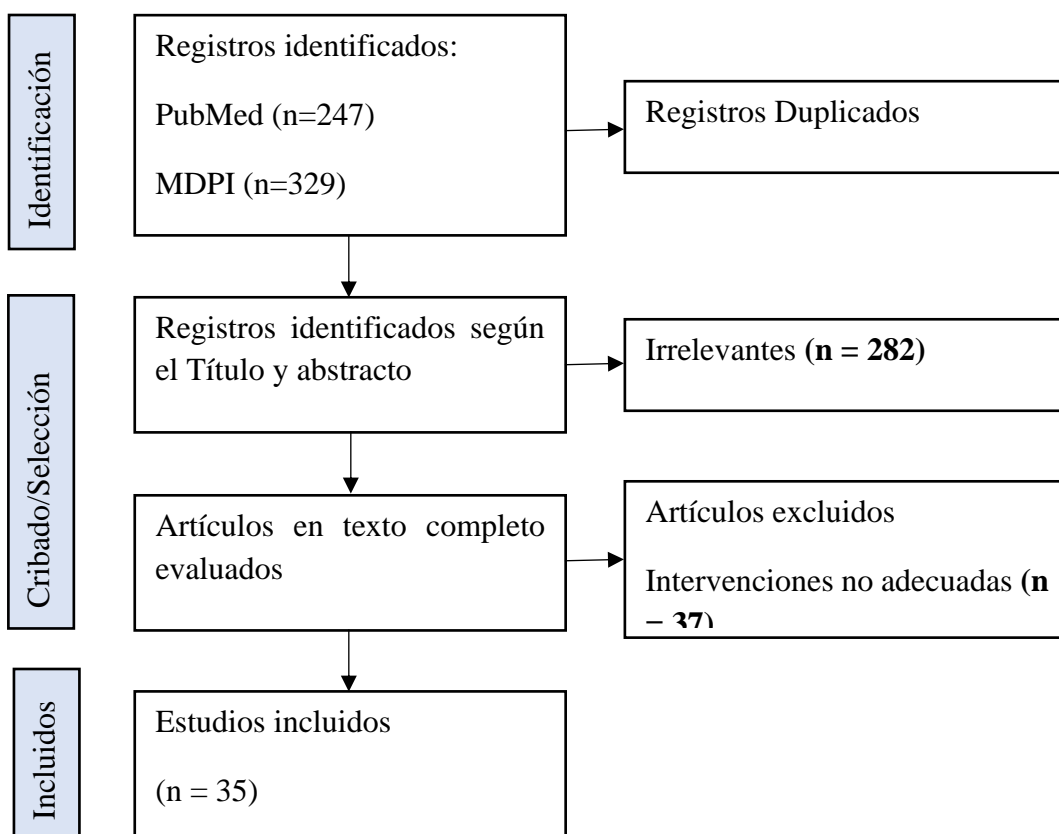 Identificación
Registros identificados:
PubMed (n=247)
MDPI (n=329)
Registros Duplicados
Cribado/Selección
Registros identificados según
el Título y abstracto
Irrelevantes (n = 282)
Artículos en texto completo
evaluados
Artículos excluidos
Intervenciones no adecuadas (n
= 37)
Incluidos
Estudios incluidos
(n = 35)